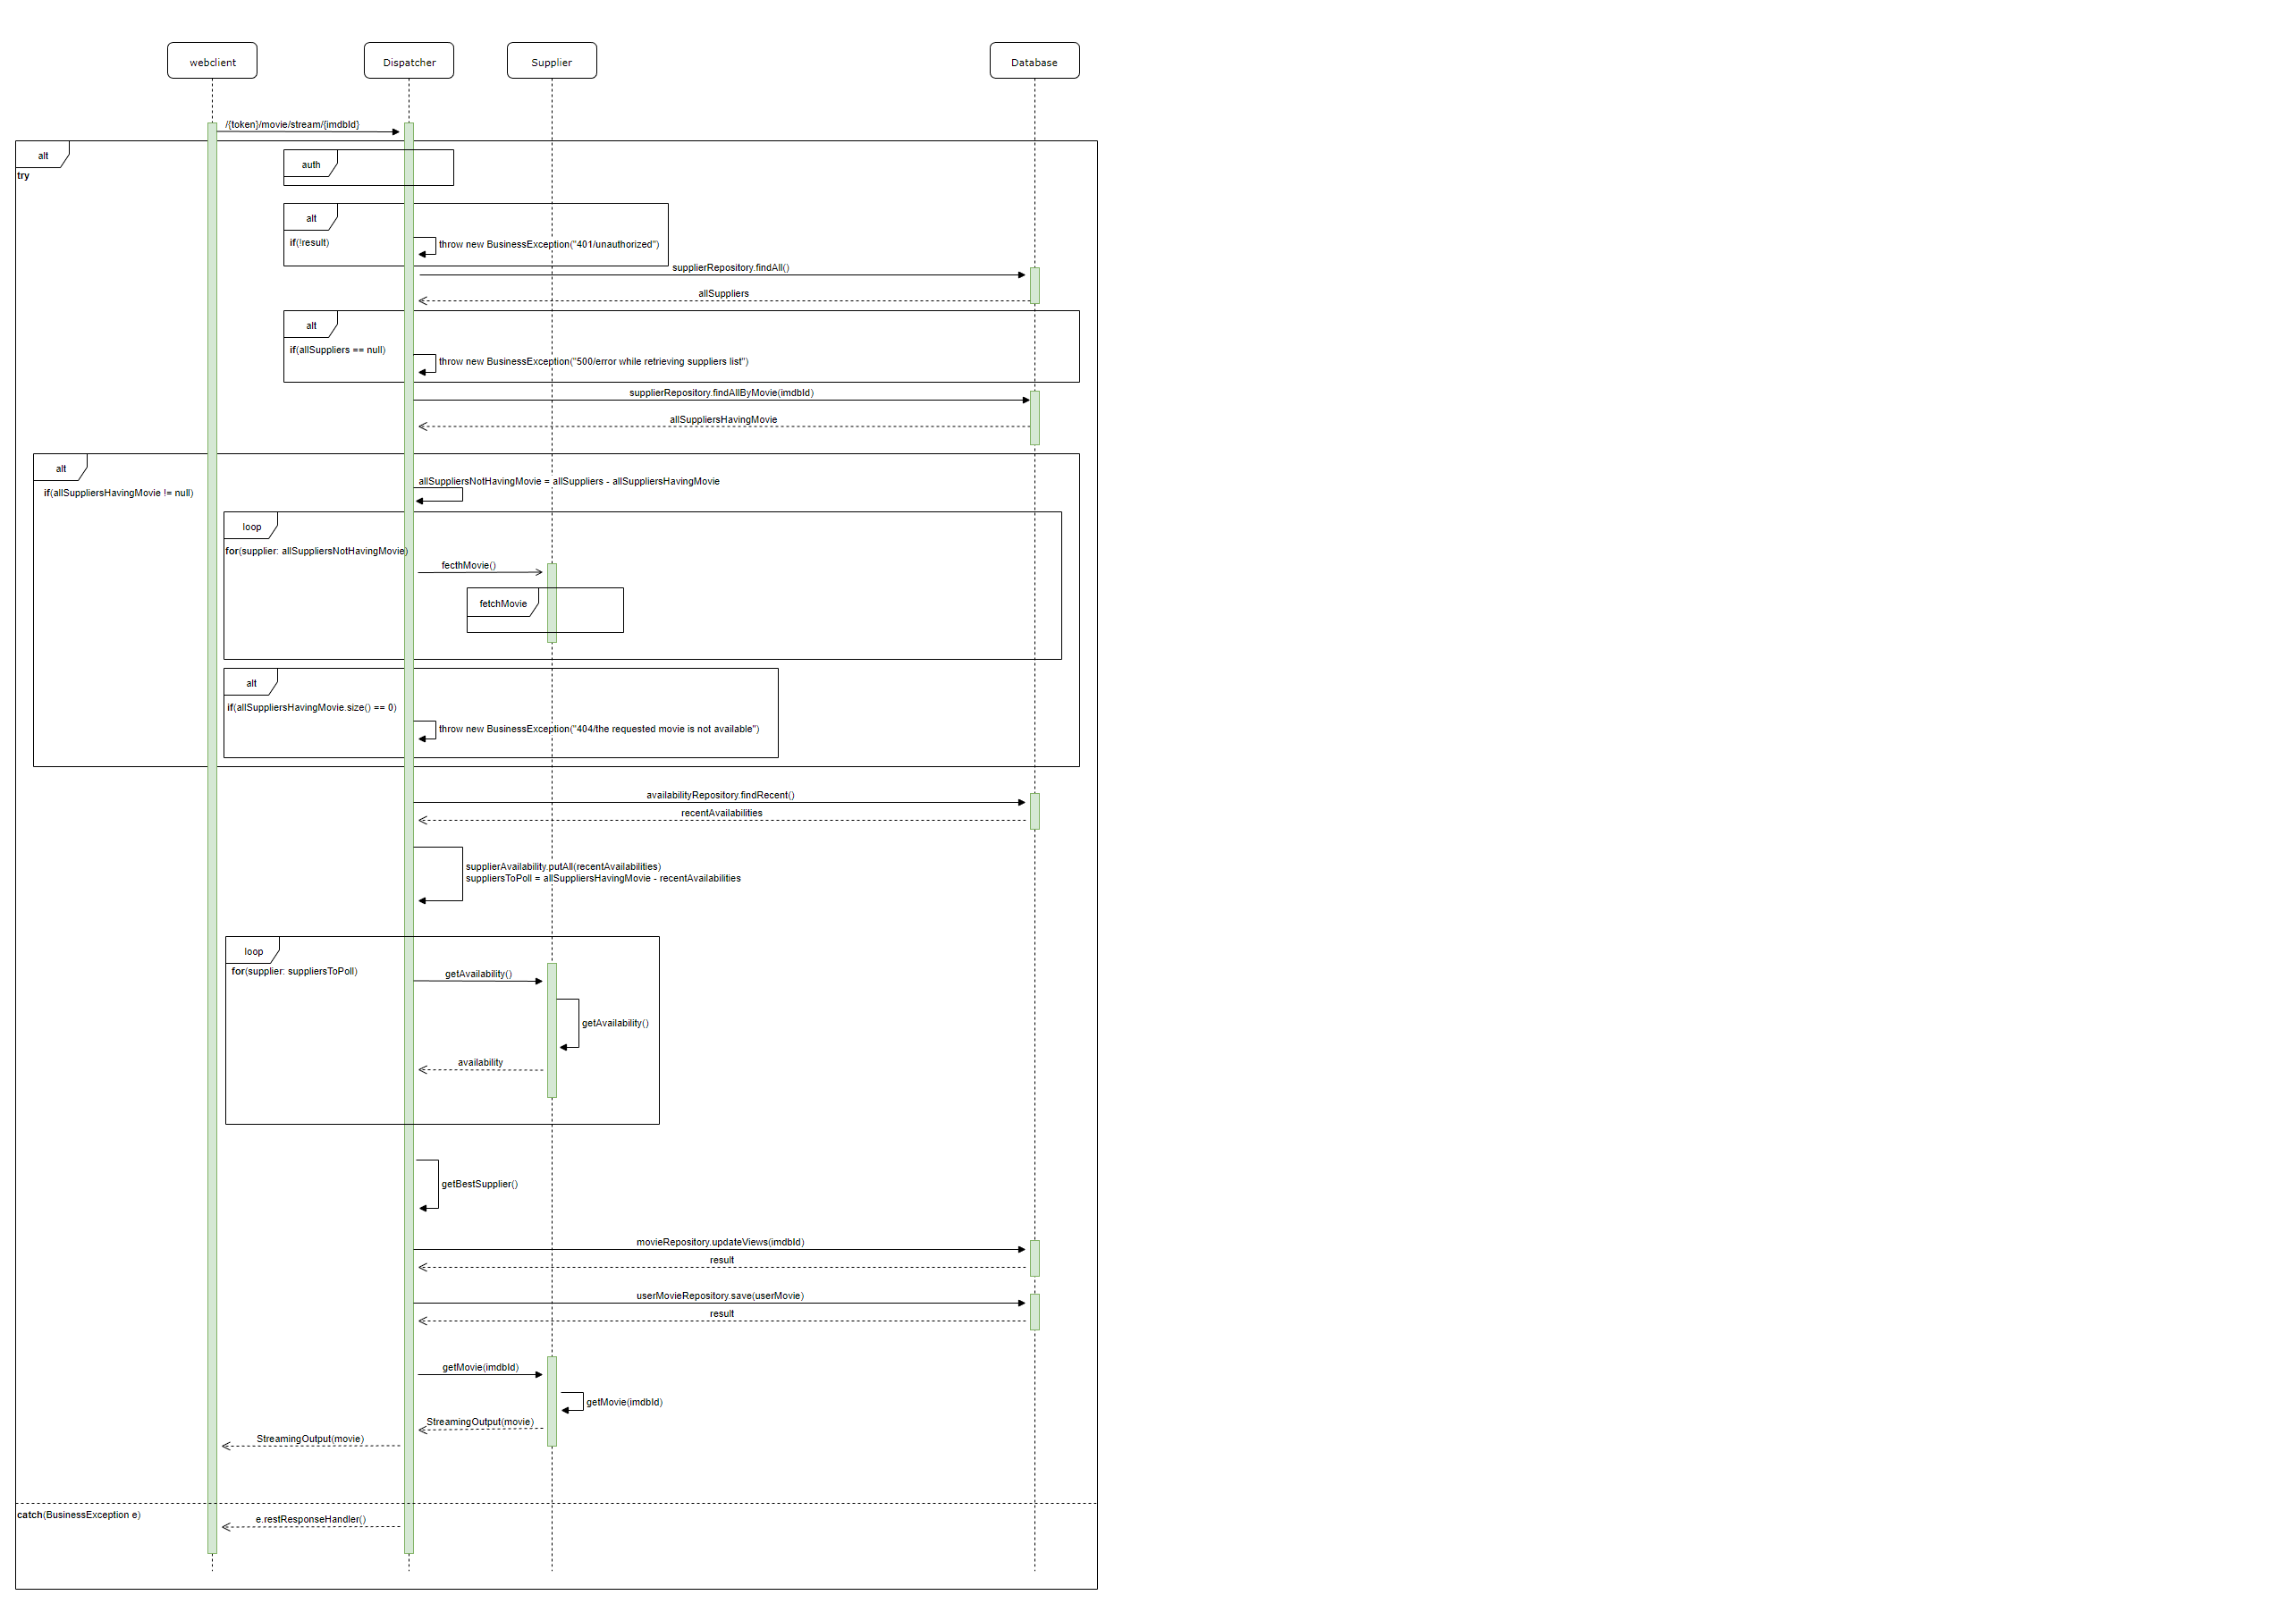 webclient
Dispatcher
Supplier
Database
/{token}/movie/stream/{imdbId}
alt
try
auth
alt
if(!result)
throw new BusinessException("401/unauthorized")
supplierRepository.findAll()
allSuppliers
alt
if(allSuppliers == null)
throw new BusinessException("500/error while retrieving suppliers list")
supplierRepository.findAllByMovie(imdbId)
allSuppliersHavingMovie
alt
if(allSuppliersHavingMovie != null)
allSuppliersNotHavingMovie = allSuppliers - allSuppliersHavingMovie
loop
for(supplier: allSuppliersNotHavingMovie)
fecthMovie()
fetchMovie
alt
if(allSuppliersHavingMovie.size() == 0)
throw new BusinessException("404/the requested movie is not available")
availabilityRepository.findRecent()
recentAvailabilities
supplierAvailability.putAll(recentAvailabilities)
suppliersToPoll = allSuppliersHavingMovie - recentAvailabilities
loop
for(supplier: suppliersToPoll)
getAvailability()
getAvailability()
availability
getBestSupplier()
movieRepository.updateViews(imdbId)
result
userMovieRepository.save(userMovie)
result
getMovie(imdbId)
getMovie(imdbId)
StreamingOutput(movie)
StreamingOutput(movie)
catch(BusinessException e)
e.restResponseHandler()